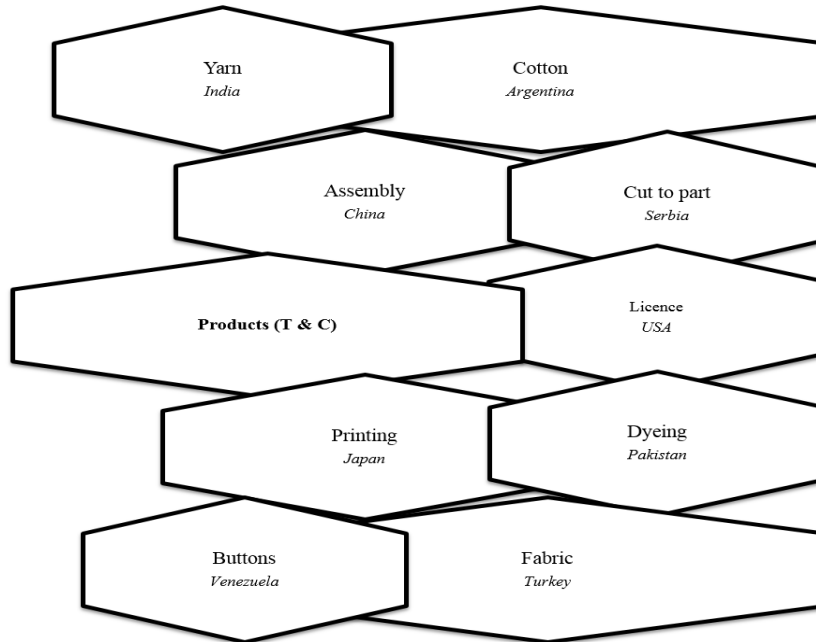 Yarn
India
Cotton
Argentina
Assembly
China
Cut to part
Serbia
Products (T & C)
Licence
USA
Printing
Japan
Dyeing
Pakistan
Buttons
Venezuela
Fabric
Turkey